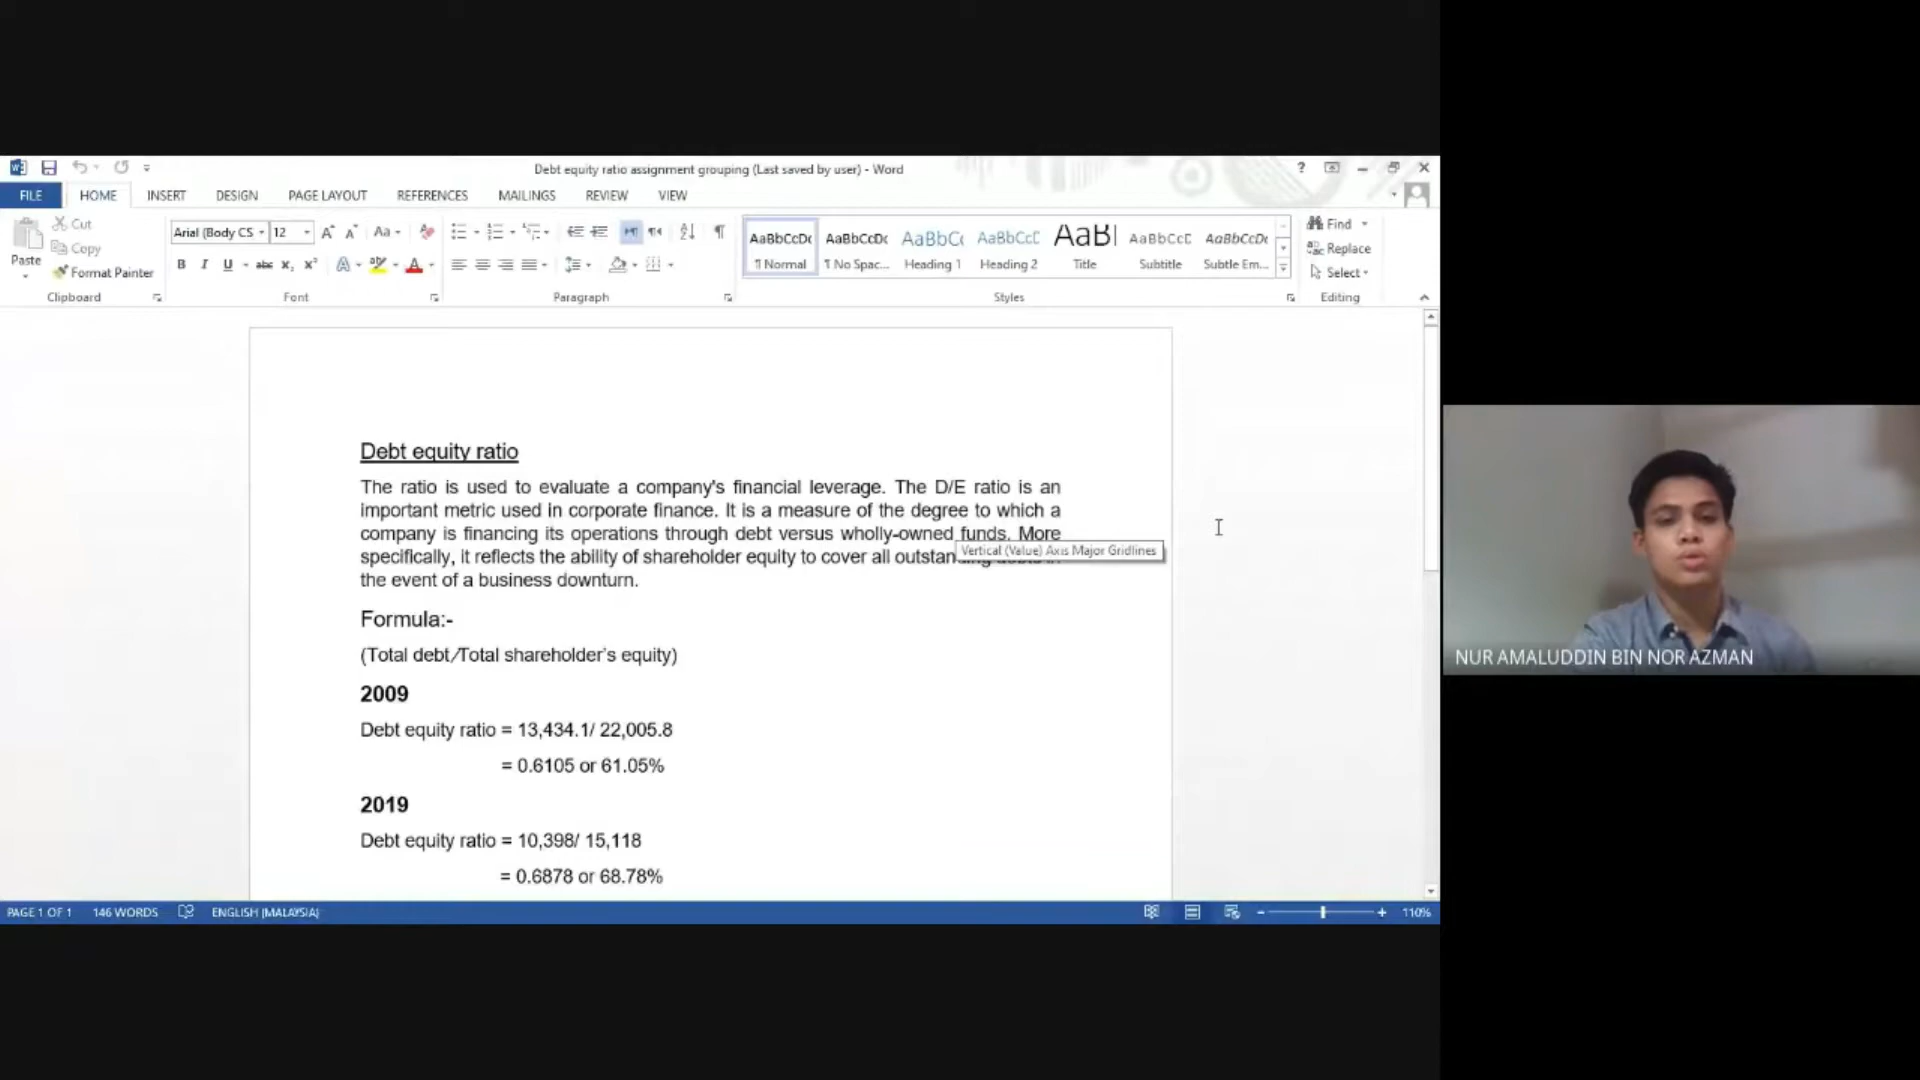 Debt equity ratio assignment grouping (Last saved by user) - Word
FILE HOME INSERT DESIGN PAGE LAYOUT REFERENCES MAILINGS REVIEW VIEW
Paste
Cut
Copy
Format Painter
Clipboard
Arial (Body CS 12
Font
Paragraph
AaBbCcDc AaBbCcDc AaBbC AaBbCcC AaB AaBbCcC AaBbCcDc
¶ Normal ¶ No Spac... Heading 1 Heading 2 Title Subtitle Subtle Em...
Styles
Find
Replace
Select
Editing
Debt equity ratio
The ratio is used to evaluate a company's financial leverage. The D/E ratio is an
important metric used in corporate finance. It is a measure of the degree to which a
company is financing its operations through debt versus wholly-owned funds. More
specifically, it reflects the ability of shareholder equity to cover all outstan
Vertical (Value) Axis Major Gridlines
the event of a business downturn.
Formula:-
(Total debt/Total shareholder's equity)
2009
Debt equity ratio = 13,434.1/ 22,005.8
= 0.6105 or 61.05%
2019
Debt equity ratio = 10,398/ 15,118
= 0.6878 or 68.78%
PAGE 1 OF 1 146 WORDS ENGLISH (MALAYSIA) 110%
NUR AMALUDDIN BIN NOR AZMAN